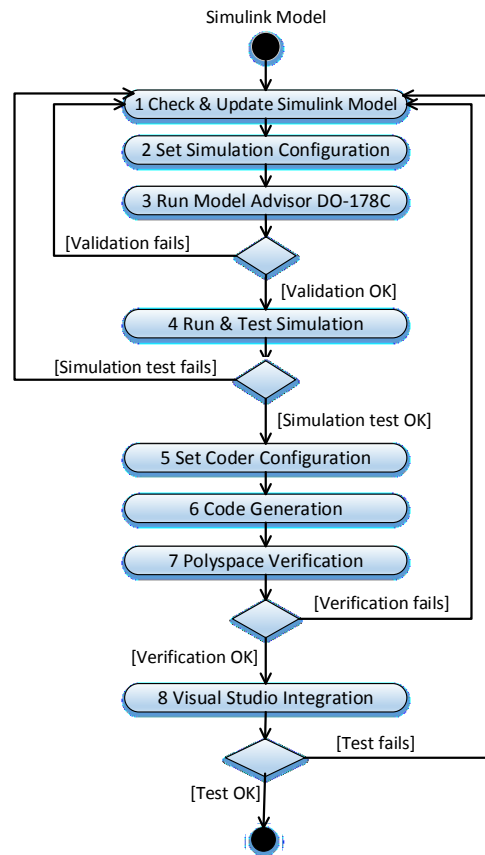 Simulink Model
1 Check & Update Simulink Model
2 Set Simulation Configuration
3 Run Model Advisor DO-178C
[Validation fails]
[Validation OK]
4 Run & Test Simulation
[Simulation test fails]
[Simulation test OK]
5 Set Coder Configuration
6 Code Generation
7 Polyspace Verification
[Verification fails]
[Verification OK]
8 Visual Studio Integration
[Test fails]
[Test OK]